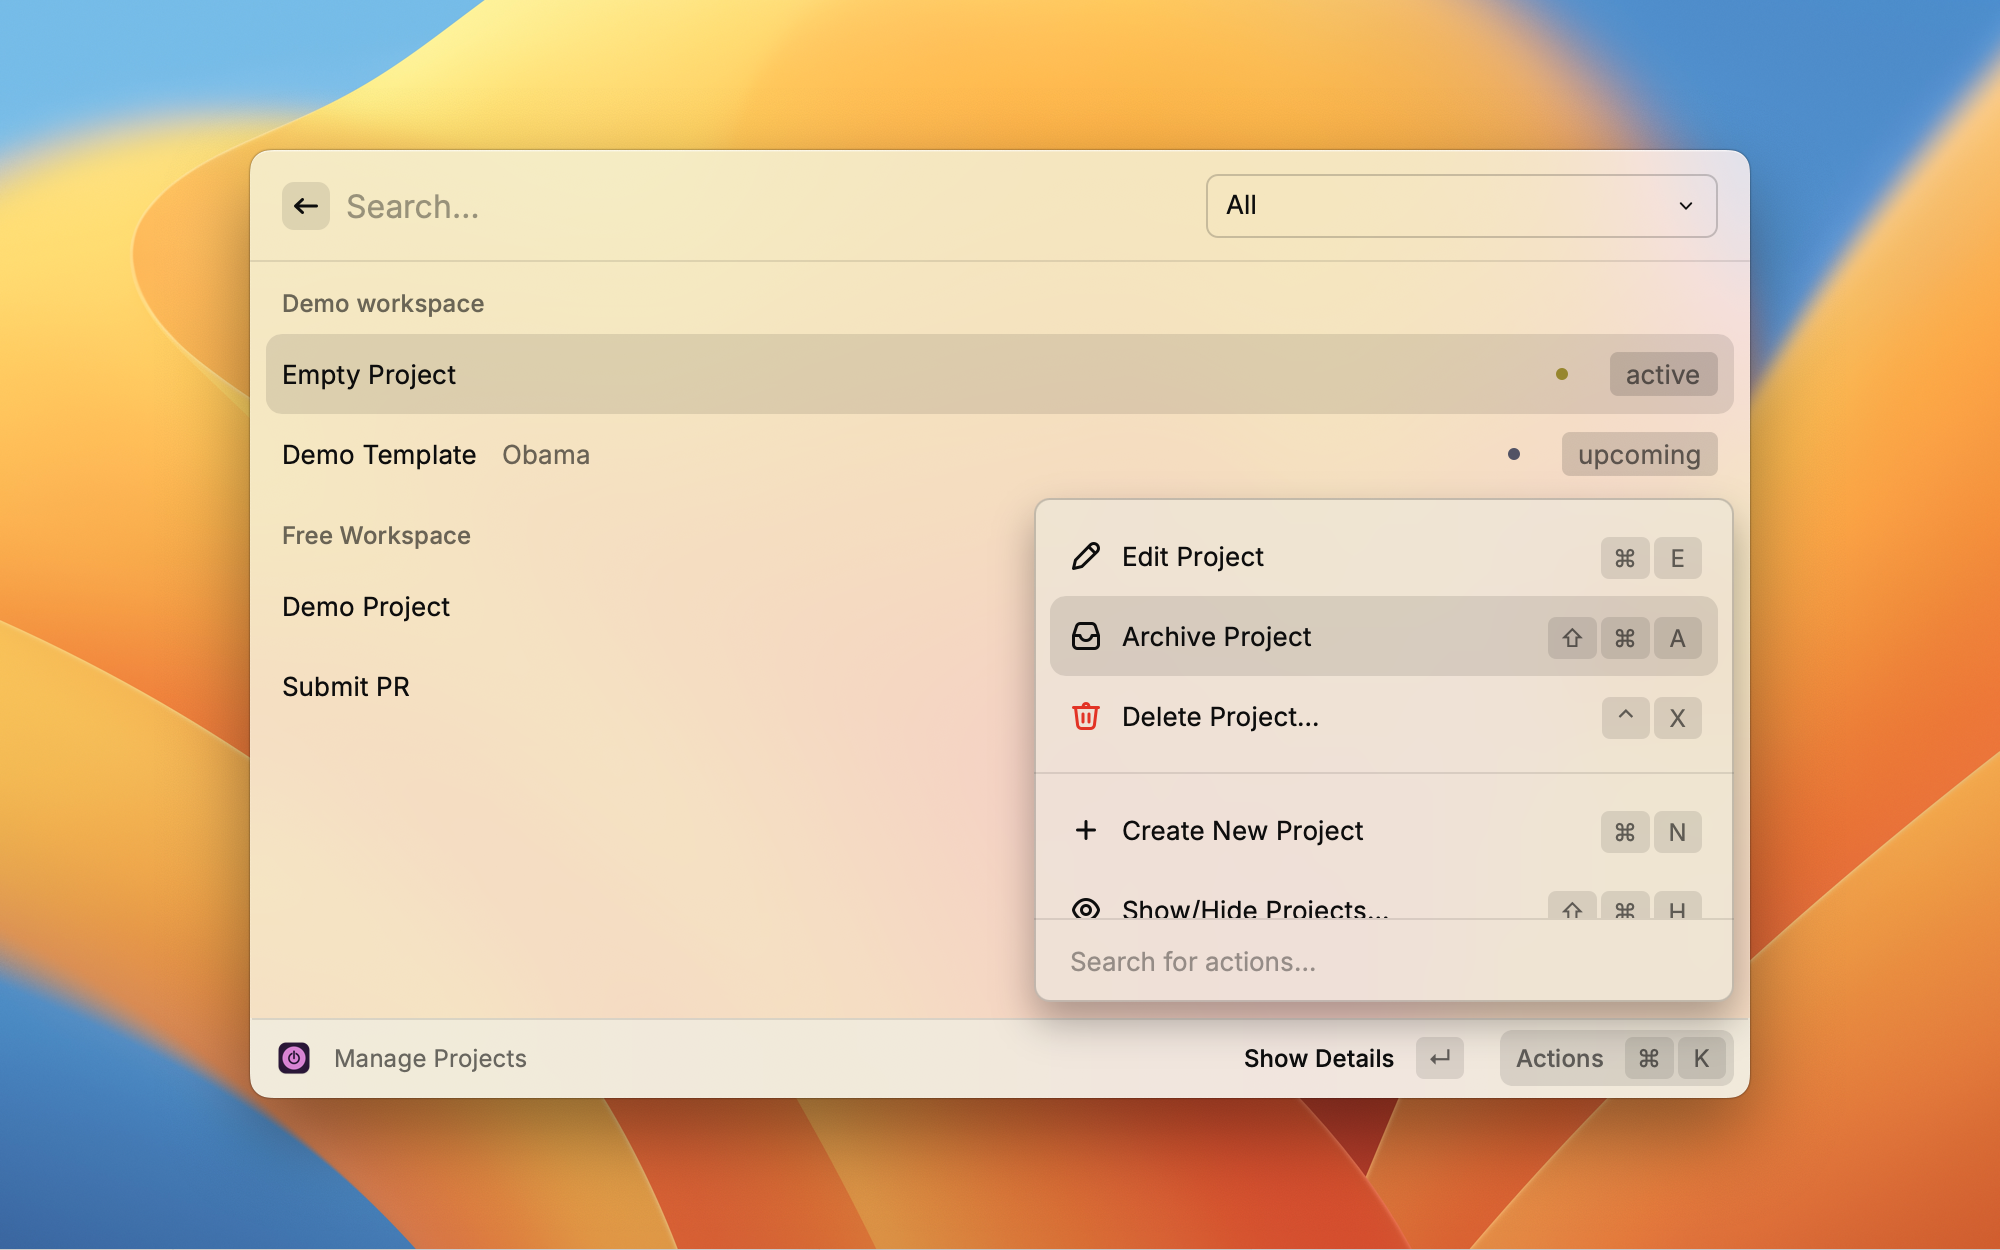 Search...
All
Demo workspace
Empty Project
active
Demo Template Obama
upcoming
Free Workspace
Demo Project
Submit PR
Edit Project ⌘ E
Archive Project ⇧ ⌘ A
Delete Project... ^ X
Create New Project ⌘ N
Show/Hide Projects... ⇧ ⌘ H
Search for actions...
Manage Projects
Show Details ↵
Actions ⌘ K